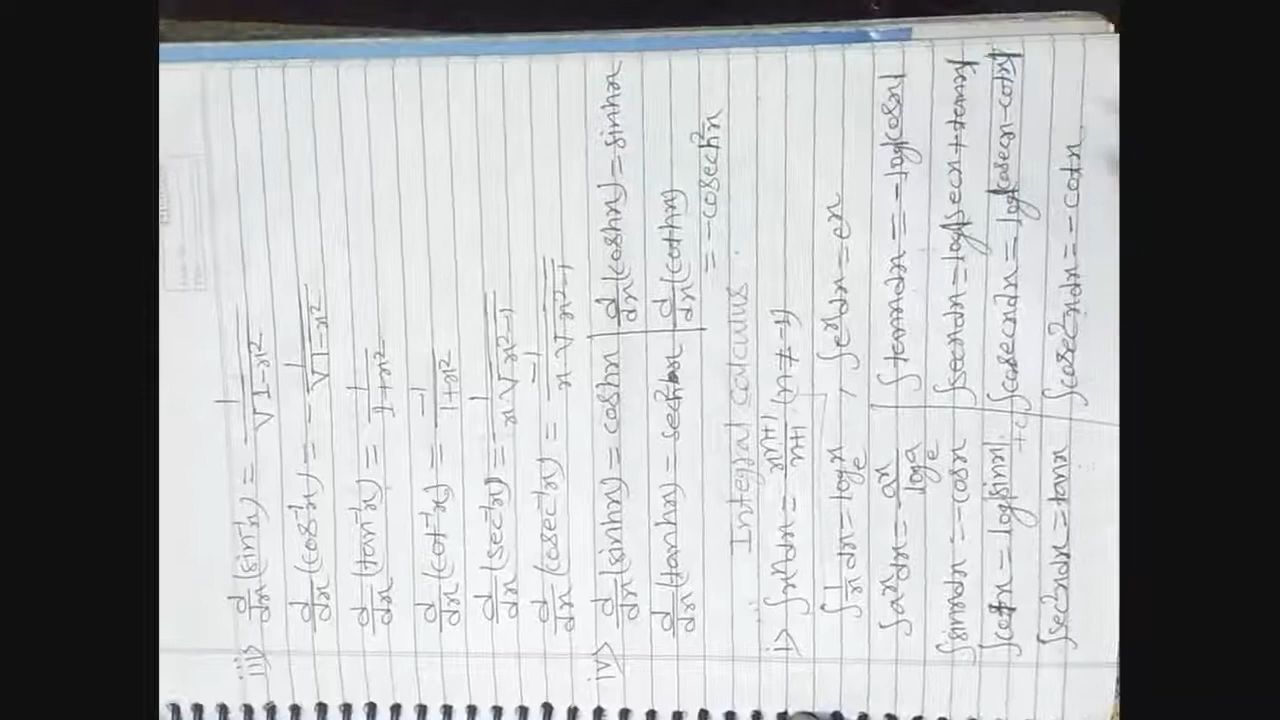 iii> d/dx (sin⁻¹x) = 1/√1-x²
d/dx (cos⁻¹x) = - 1/√1-x²
d/dx (tan⁻¹x) = 1/1+x²
d/dx (cot⁻¹x) = -1/1+x²
d/dx (sec⁻¹x) = 1/x√x²-1
d/dx (cosec⁻¹x) = -1/x√x²-1
iv> d/dx (sinhx) = coshx | d/dx (coshx) = sinhx
d/dx (tanhx) = sech²x | d/dx (cothx)
= -cosech²x
Integral calculus
i> ∫xⁿdx = xⁿ⁺¹/n+1 (n ≠ -1)
∫1/x dx = logₑx , ∫eˣdx = eˣ
∫aˣdx = aˣ/logₑa | ∫tanxdx = -log|cosx|
∫sinxdx = -cosx | ∫secxdx = log|secx+tanx|
∫cotx = log|sinx| +c | ∫cosecxdx = log|cosecx-cotx|
∫sec²xdx = tanx | ∫cosec²xdx = -cotx